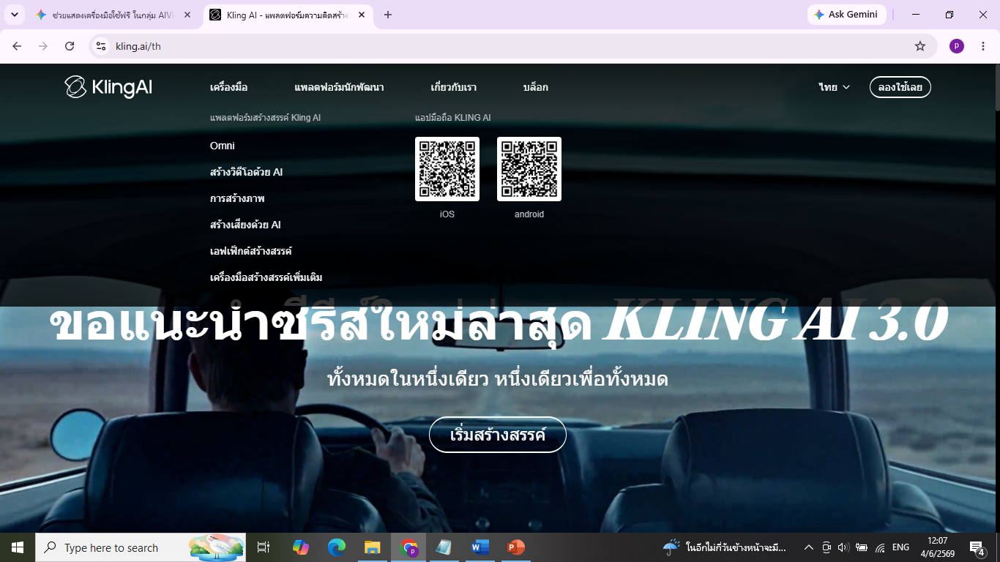 ช่วยแสดงเครื่องมือใช้ฟรี ในกลุ่ม AIVi
Kling AI - แพลตฟอร์มความคิดสร้าง
Ask Gemini
kling.ai/th
p
KlingAI
เครื่องมือ
แพลตฟอร์มนักพัฒนา
เกี่ยวกับเรา
บล็อก
ไทย
ลองใช้เลย
แพลตฟอร์มสร้างสรรค์ Kling AI
แอปมือถือ KLING AI
Omni
สร้างวิดีโอด้วย AI
การสร้างภาพ
สร้างเสียงด้วย AI
เอฟเฟ็กต์สร้างสรรค์
เครื่องมือสร้างสรรค์เพิ่มเติม
iOS
android
ขอแนะนำซีรีส์ใหม่ล่าสุด KLING AI 3.0
ทั้งหมดในหนึ่งเดียว หนึ่งเดียวเพื่อทั้งหมด
เริ่มสร้างสรรค์
Type here to search
ในอีกไม่กี่วันข้างหน้าจะมี...
ENG
12:07
4/6/2569
4